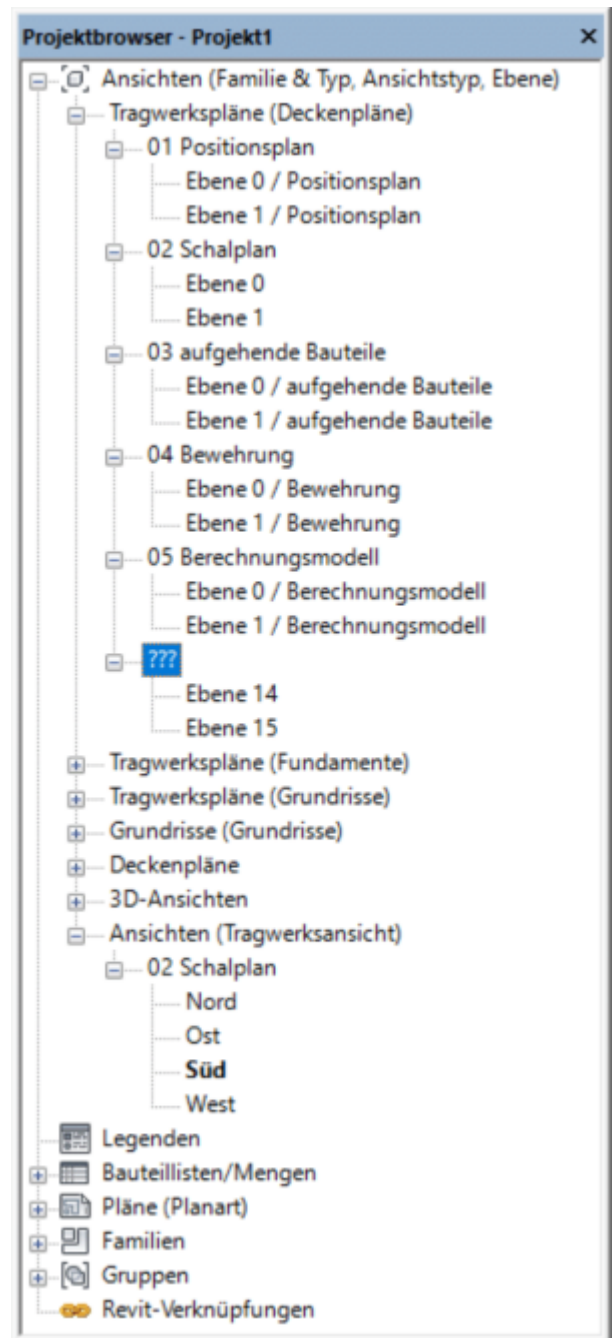 Projektbrowser - Projekt1
Ansichten (Familie & Typ, Ansichtstyp, Ebene)
Tragwerkspläne (Deckenpläne)
01 Positionsplan
Ebene 0 / Positionsplan
Ebene 1 / Positionsplan
02 Schalplan
Ebene 0
Ebene 1
03 aufgehende Bauteile
Ebene 0 / aufgehende Bauteile
Ebene 1 / aufgehende Bauteile
04 Bewehrung
Ebene 0 / Bewehrung
Ebene 1 / Bewehrung
05 Berechnungsmodell
Ebene 0 / Berechnungsmodell
Ebene 1 / Berechnungsmodell
???
Ebene 14
Ebene 15
Tragwerkspläne (Fundamente)
Tragwerkspläne (Grundrisse)
Grundrisse (Grundrisse)
Deckenpläne
3D-Ansichten
Ansichten (Tragwerksansicht)
02 Schalplan
Nord
Ost
Süd
West
Legenden
Bauteillisten/Mengen
Pläne (Planart)
Familien
Gruppen
Revit-Verknüpfungen